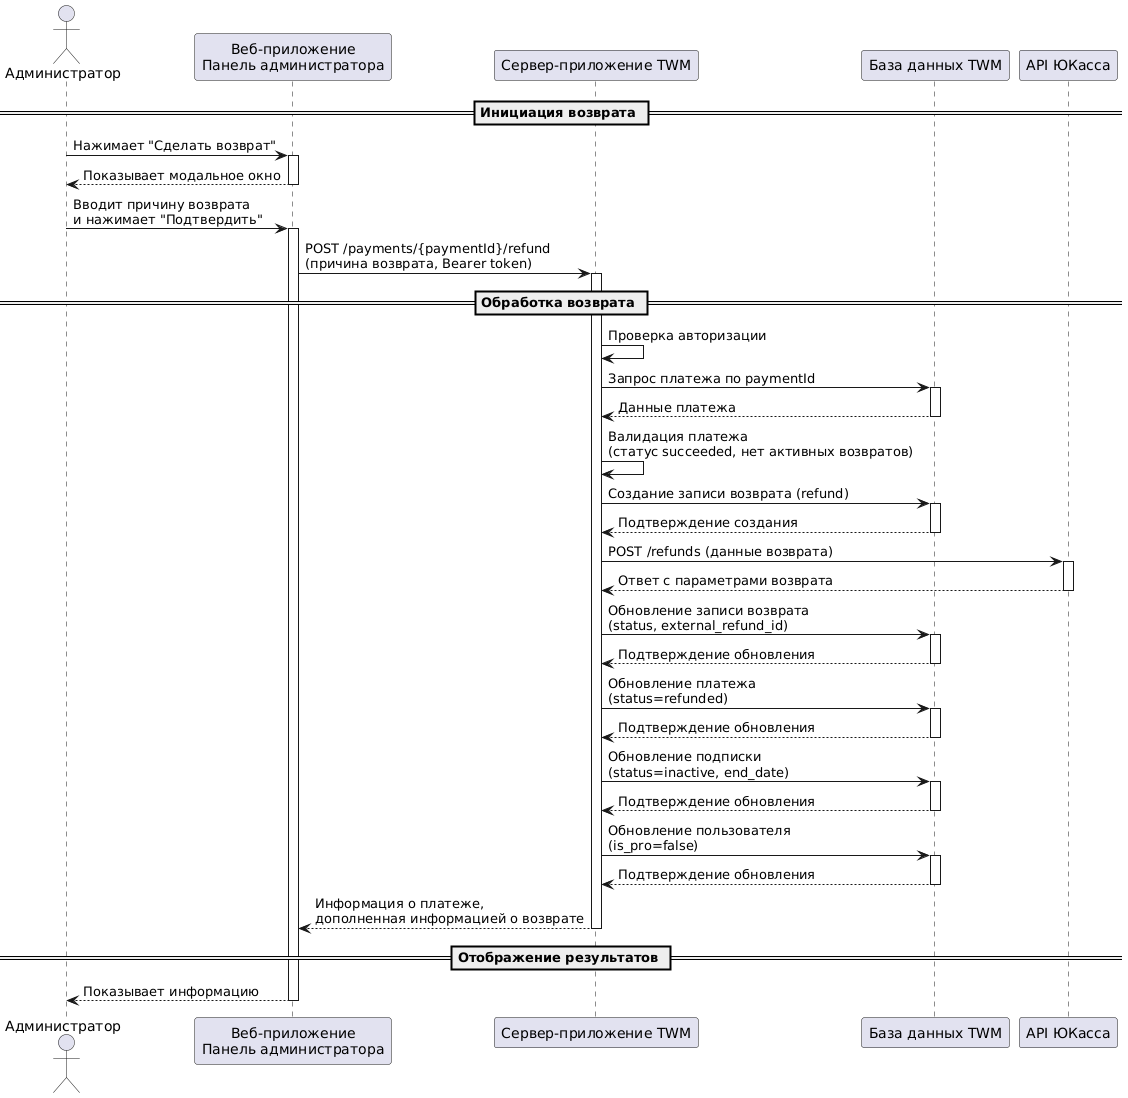 Администратор
Веб-приложение
Панель администратора
Сервер-приложение TWM
База данных TWM
API ЮКасса
Инициация возврата
Нажимает "Сделать возврат"
Показывает модальное окно
Вводит причину возврата
и нажимает "Подтвердить"
POST /payments/{paymentId}/refund
(причина возврата, Bearer token)
Обработка возврата
Проверка авторизации
Запрос платежа по paymentId
Данные платежа
Валидация платежа
(статус succeeded, нет активных возвратов)
Создание записи возврата (refund)
Подтверждение создания
POST /refunds (данные возврата)
Ответ с параметрами возврата
Обновление записи возврата
(status, external_refund_id)
Подтверждение обновления
Обновление платежа
(status=refunded)
Подтверждение обновления
Обновление подписки
(status=inactive, end_date)
Подтверждение обновления
Обновление пользователя
(is_pro=false)
Подтверждение обновления
Информация о платеже,
дополненная информацией о возврате
Отображение результатов
Показывает информацию
Администратор
Веб-приложение
Панель администратора
Сервер-приложение TWM
База данных TWM
API ЮКасса